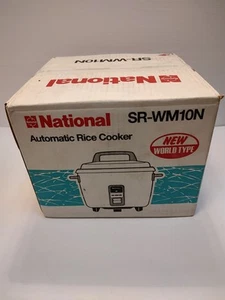 SR-WM10N
National
National
SR-WM10N
Automatic Rice Cooker
NEW
WORLD TYPE